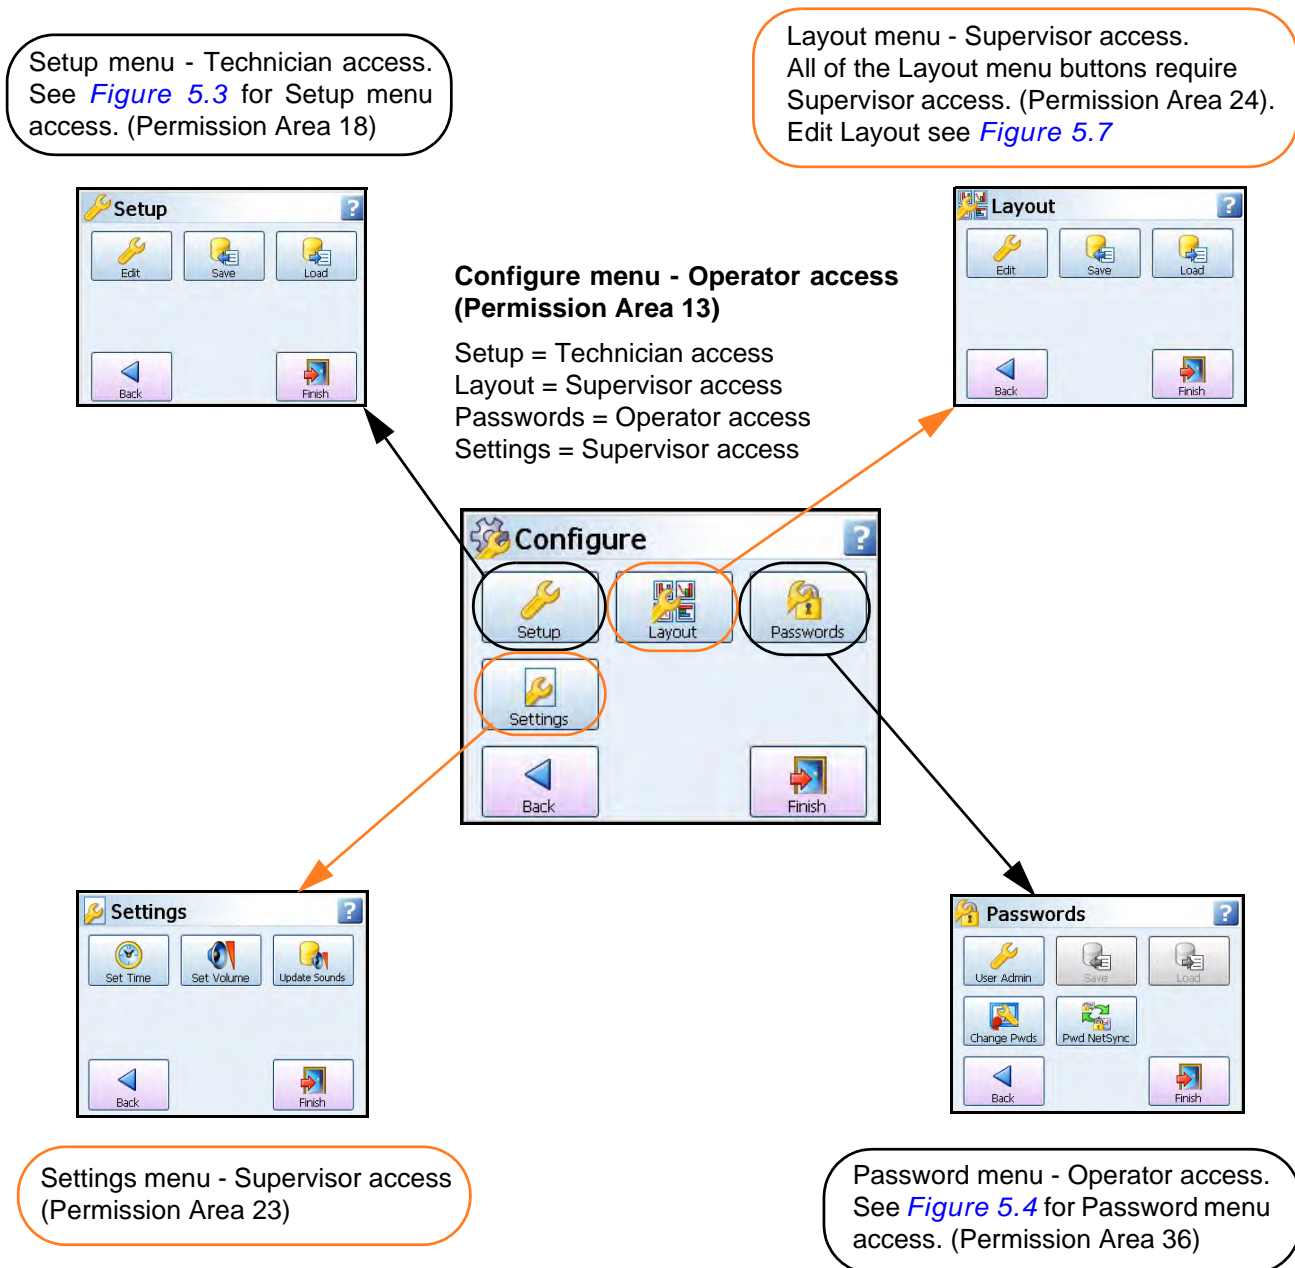 Setup menu - Technician access.
See Figure 5.3 for Setup menu
access. (Permission Area 18)
Layout menu - Supervisor access.
All of the Layout menu buttons require
Supervisor access. (Permission Area 24).
Edit Layout see Figure 5.7
Setup ?
Edit Save Load
Back Finish
Layout ?
Edit Save Load
Back Finish
Configure menu - Operator access
(Permission Area 13)
Setup = Technician access
Layout = Supervisor access
Passwords = Operator access
Settings = Supervisor access
Configure ?
Setup Layout Passwords
Settings
Back Finish
Settings ?
Set Time Set Volume Update Sounds
Back Finish
Passwords ?
User Admin Save Load
Change Pwds Pwd NetSync
Back Finish
Settings menu - Supervisor access
(Permission Area 23)
Password menu - Operator access.
See Figure 5.4 for Password menu
access. (Permission Area 36)